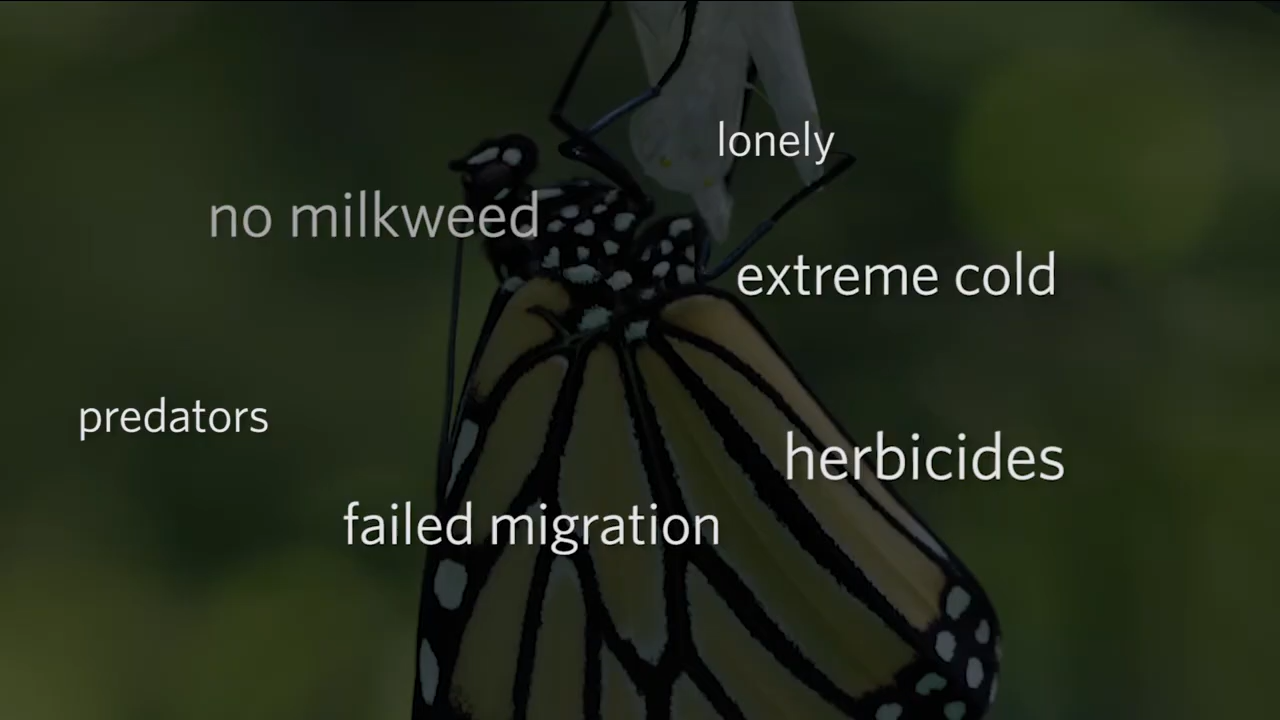 lonely
no milkweed
extreme cold
predators
herbicides
failed migration